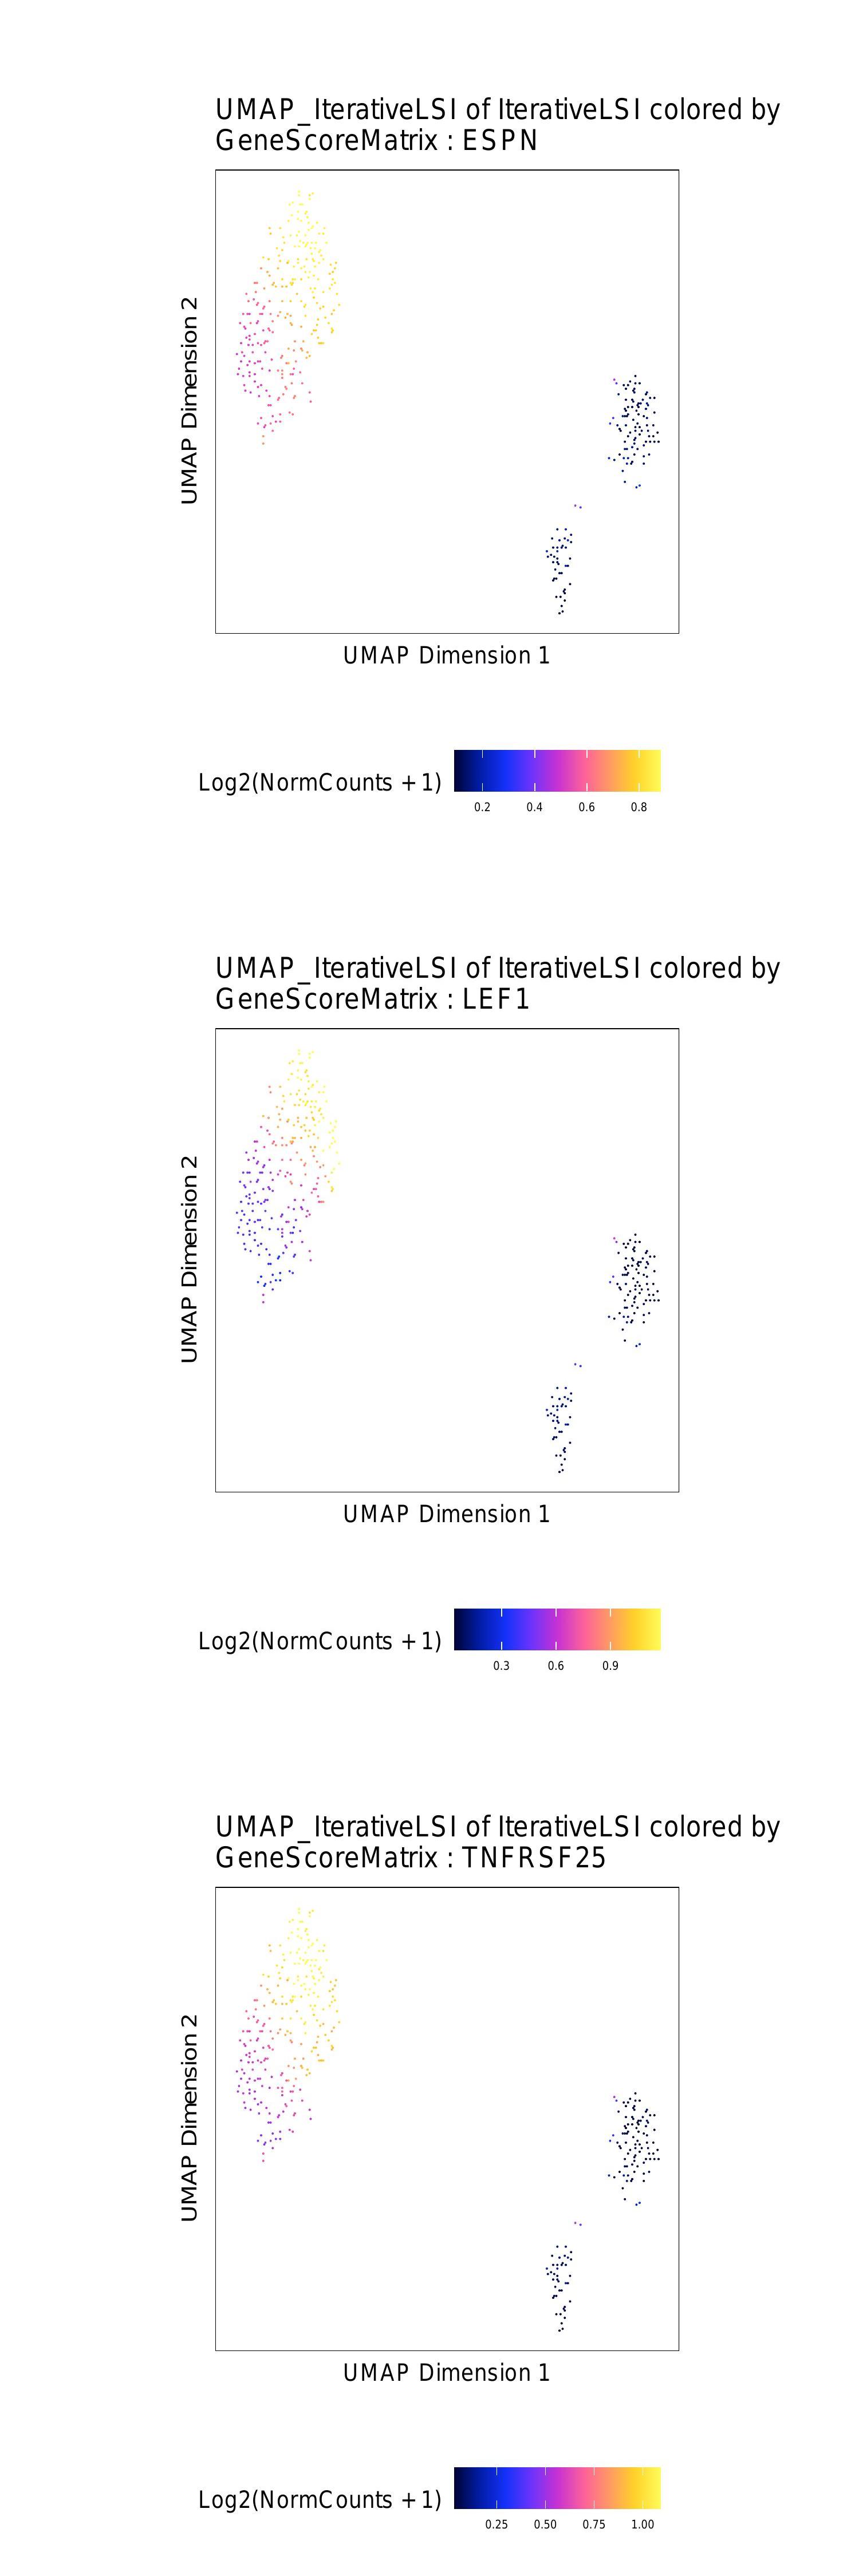 UMAP_IterativeLSI of IterativeLSI colored by
GeneScoreMatrix : ESPN
UMAP Dimension 2
UMAP Dimension 1
Log2(NormCounts + 1)
0.2 0.4 0.6 0.8
UMAP_IterativeLSI of IterativeLSI colored by
GeneScoreMatrix : LEF1
UMAP Dimension 2
UMAP Dimension 1
Log2(NormCounts + 1)
0.3 0.6 0.9
UMAP_IterativeLSI of IterativeLSI colored by
GeneScoreMatrix : TNFRSF25
UMAP Dimension 2
UMAP Dimension 1
Log2(NormCounts + 1)
0.25 0.50 0.75 1.00